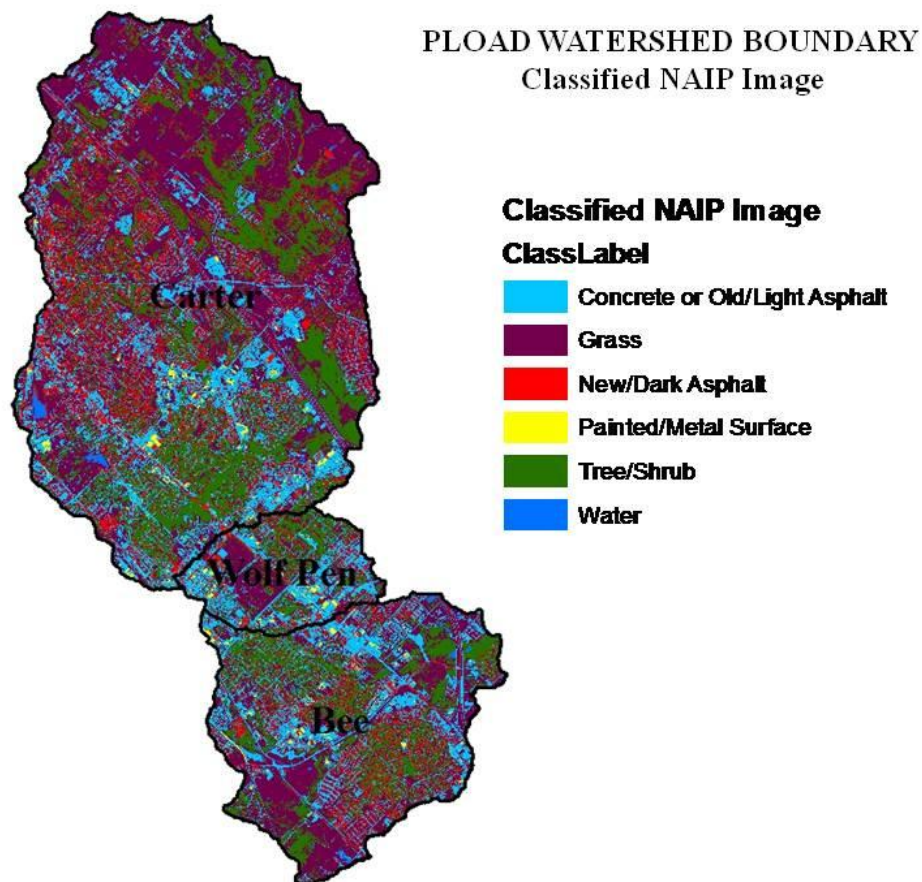 PLOAD WATERSHED BOUNDARY
Classified NAIP Image
Classified NAIP Image
ClassLabel
Concrete or Old/Light Asphalt
Grass
New/Dark Asphalt
Painted/Metal Surface
Tree/Shrub
Water
Carter
Wolf Pen
Bee